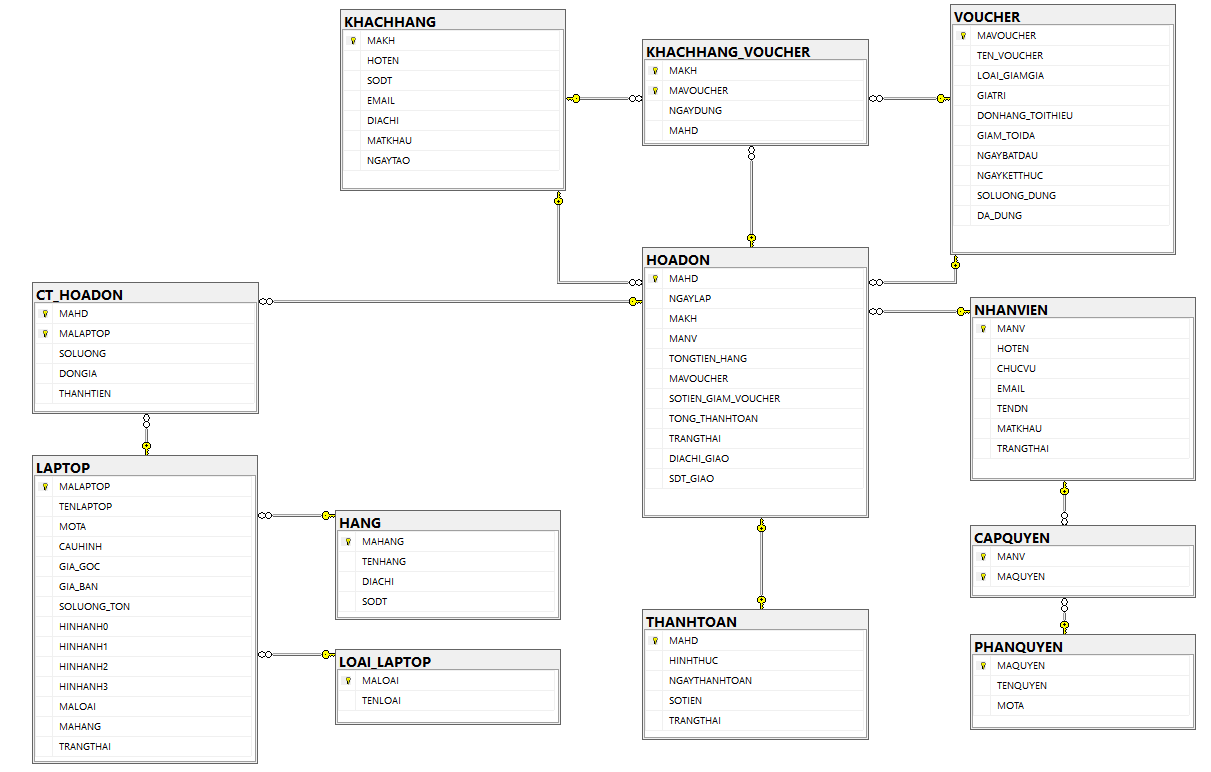 KHACHHANG
MAKH
HOTEN
SODT
EMAIL
DIACHI
MATKHAU
NGAYTAO
KHACHHANG_VOUCHER
MAKH
MAVOUCHER
NGAYDUNG
MAHD
VOUCHER
MAVOUCHER
TEN_VOUCHER
LOAI_GIAMGIA
GIATRI
DONHANG_TOITHIEU
GIAM_TOIDA
NGAYBATDAU
NGAYKETTHUC
SOLUONG_DUNG
DA_DUNG
CT_HOADON
MAHD
MALAPTOP
SOLUONG
DONGIA
THANHTIEN
HOADON
MAHD
NGAYLAP
MAKH
MANV
TONGTIEN_HANG
MAVOUCHER
SOTIEN_GIAM_VOUCHER
TONG_THANHTOAN
TRANGTHAI
DIACHI_GIAO
SDT_GIAO
NHANVIEN
MANV
HOTEN
CHUCVU
EMAIL
TENDN
MATKHAU
TRANGTHAI
LAPTOP
MALAPTOP
TENLAPTOP
MOTA
CAUHINH
GIA_GOC
GIA_BAN
SOLUONG_TON
HINHANH0
HINHANH1
HINHANH2
HINHANH3
MALOAI
MAHANG
TRANGTHAI
HANG
MAHANG
TENHANG
DIACHI
SODT
LOAI_LAPTOP
MALOAI
TENLOAI
THANHTOAN
MAHD
HINHTHUC
NGAYTHANHTOAN
SOTIEN
TRANGTHAI
CAPQUYEN
MANV
MAQUYEN
PHANQUYEN
MAQUYEN
TENQUYEN
MOTA